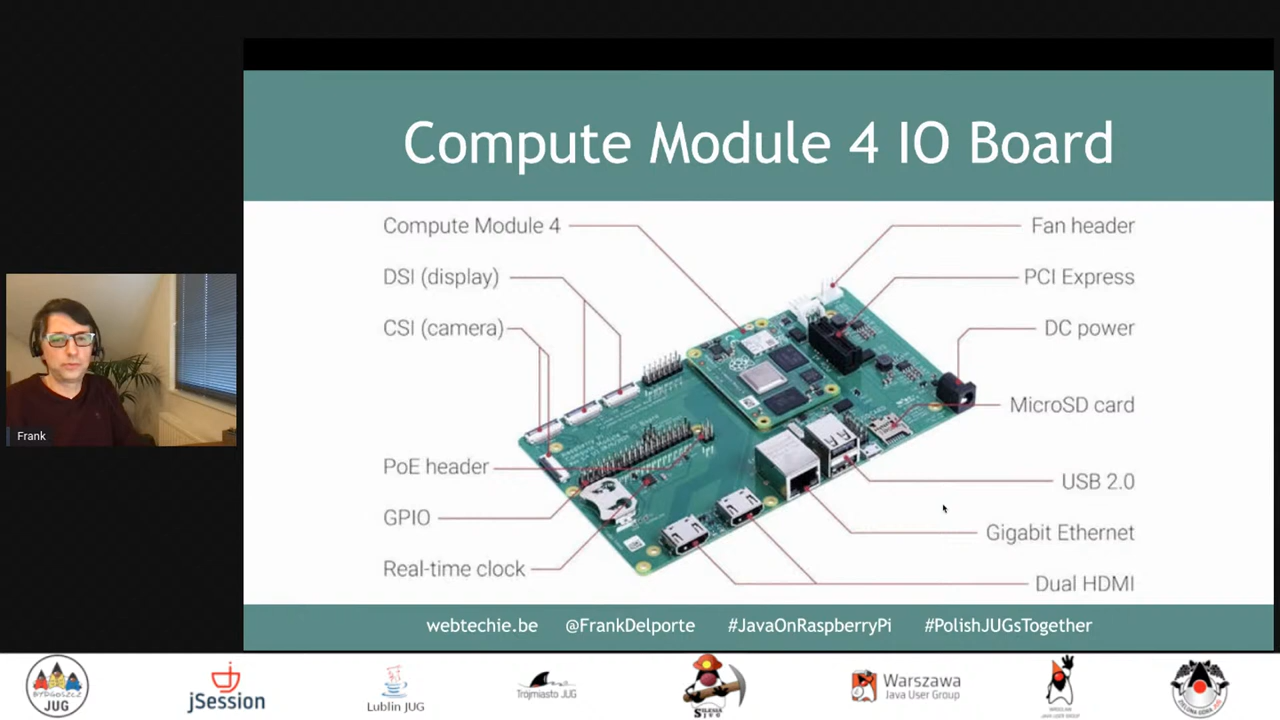 Compute Module 4 IO Board
Compute Module 4
DSI (display)
CSI (camera)
PoE header
GPIO
Real-time clock
Fan header
PCI Express
DC power
MicroSD card
USB 2.0
Gigabit Ethernet
Dual HDMI
Frank
webtechie.be @FrankDelporte #JavaOnRaspberryPi #PolishJUGsTogether
BYDGOSZCZ
JUG
jSession
Lublin JUG
Trójmiasto JUG
Warszawa
Java User Group